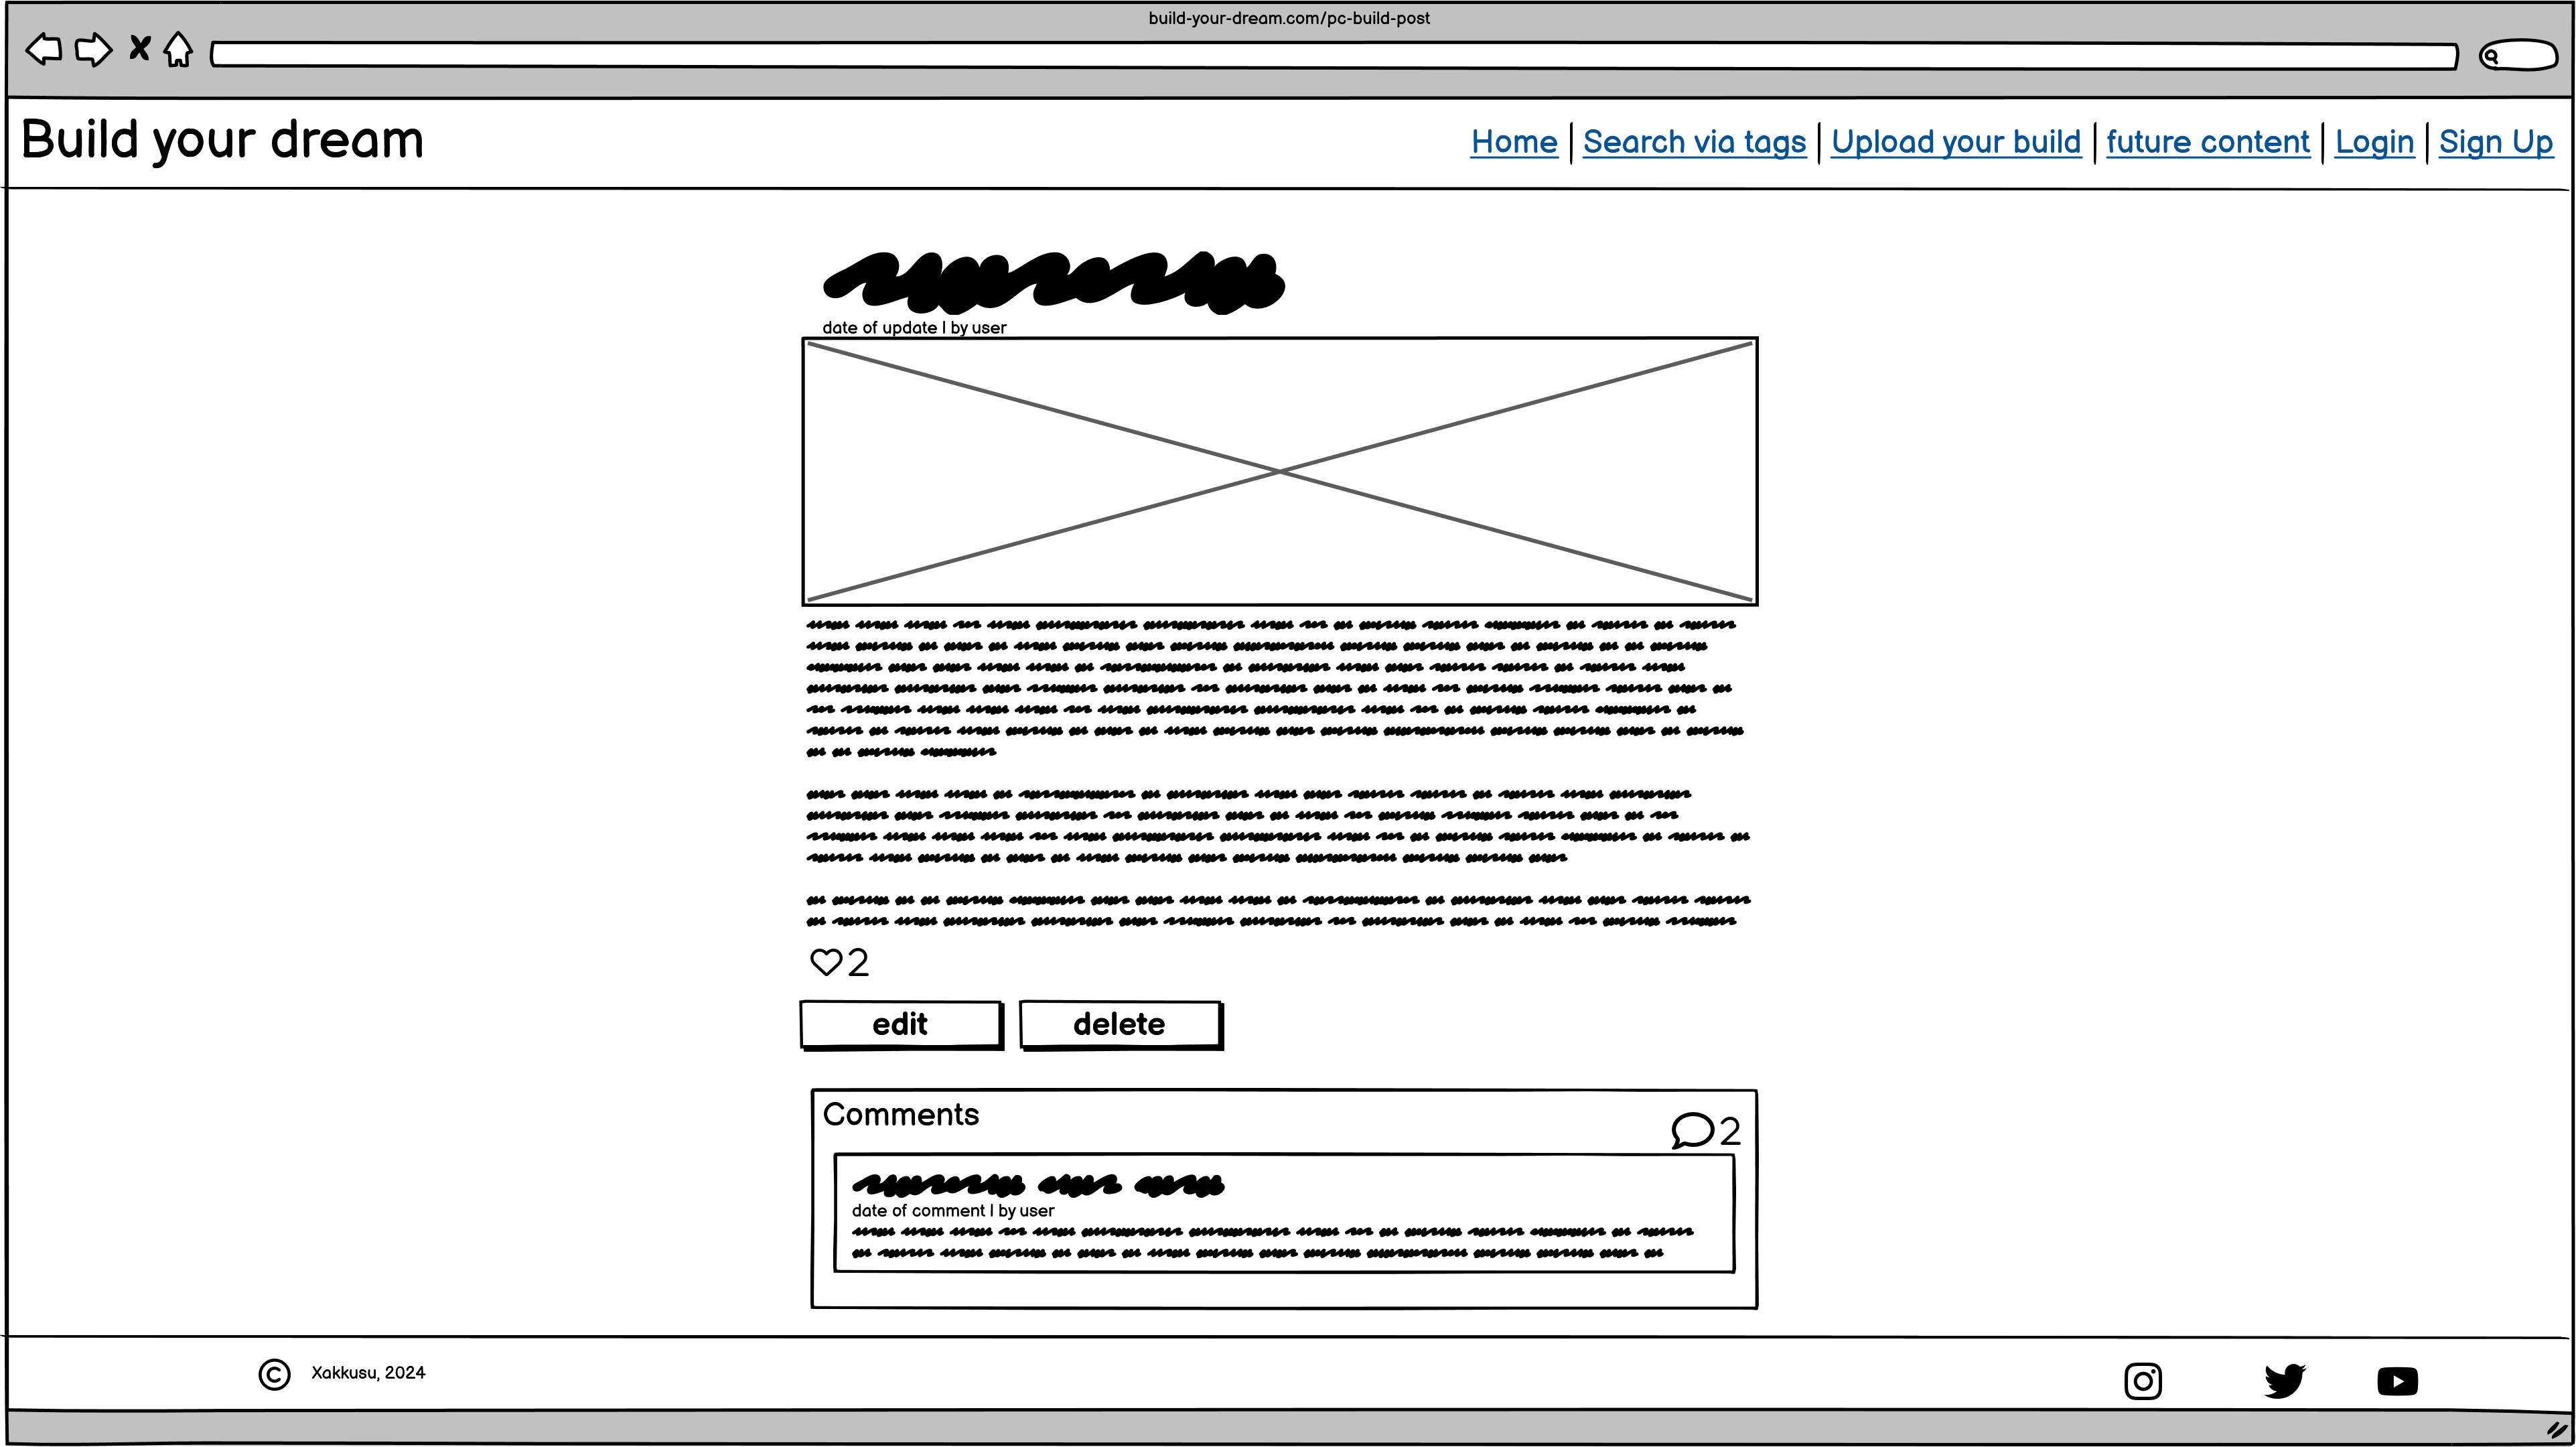 build-your-dream.com/pc-build-post
Build your dream
Home | Search via tags | Upload your build | future content | Login | Sign Up
date of update | by user
2
edit delete
Comments
2
date of comment | by user
© Xakkusu, 2024